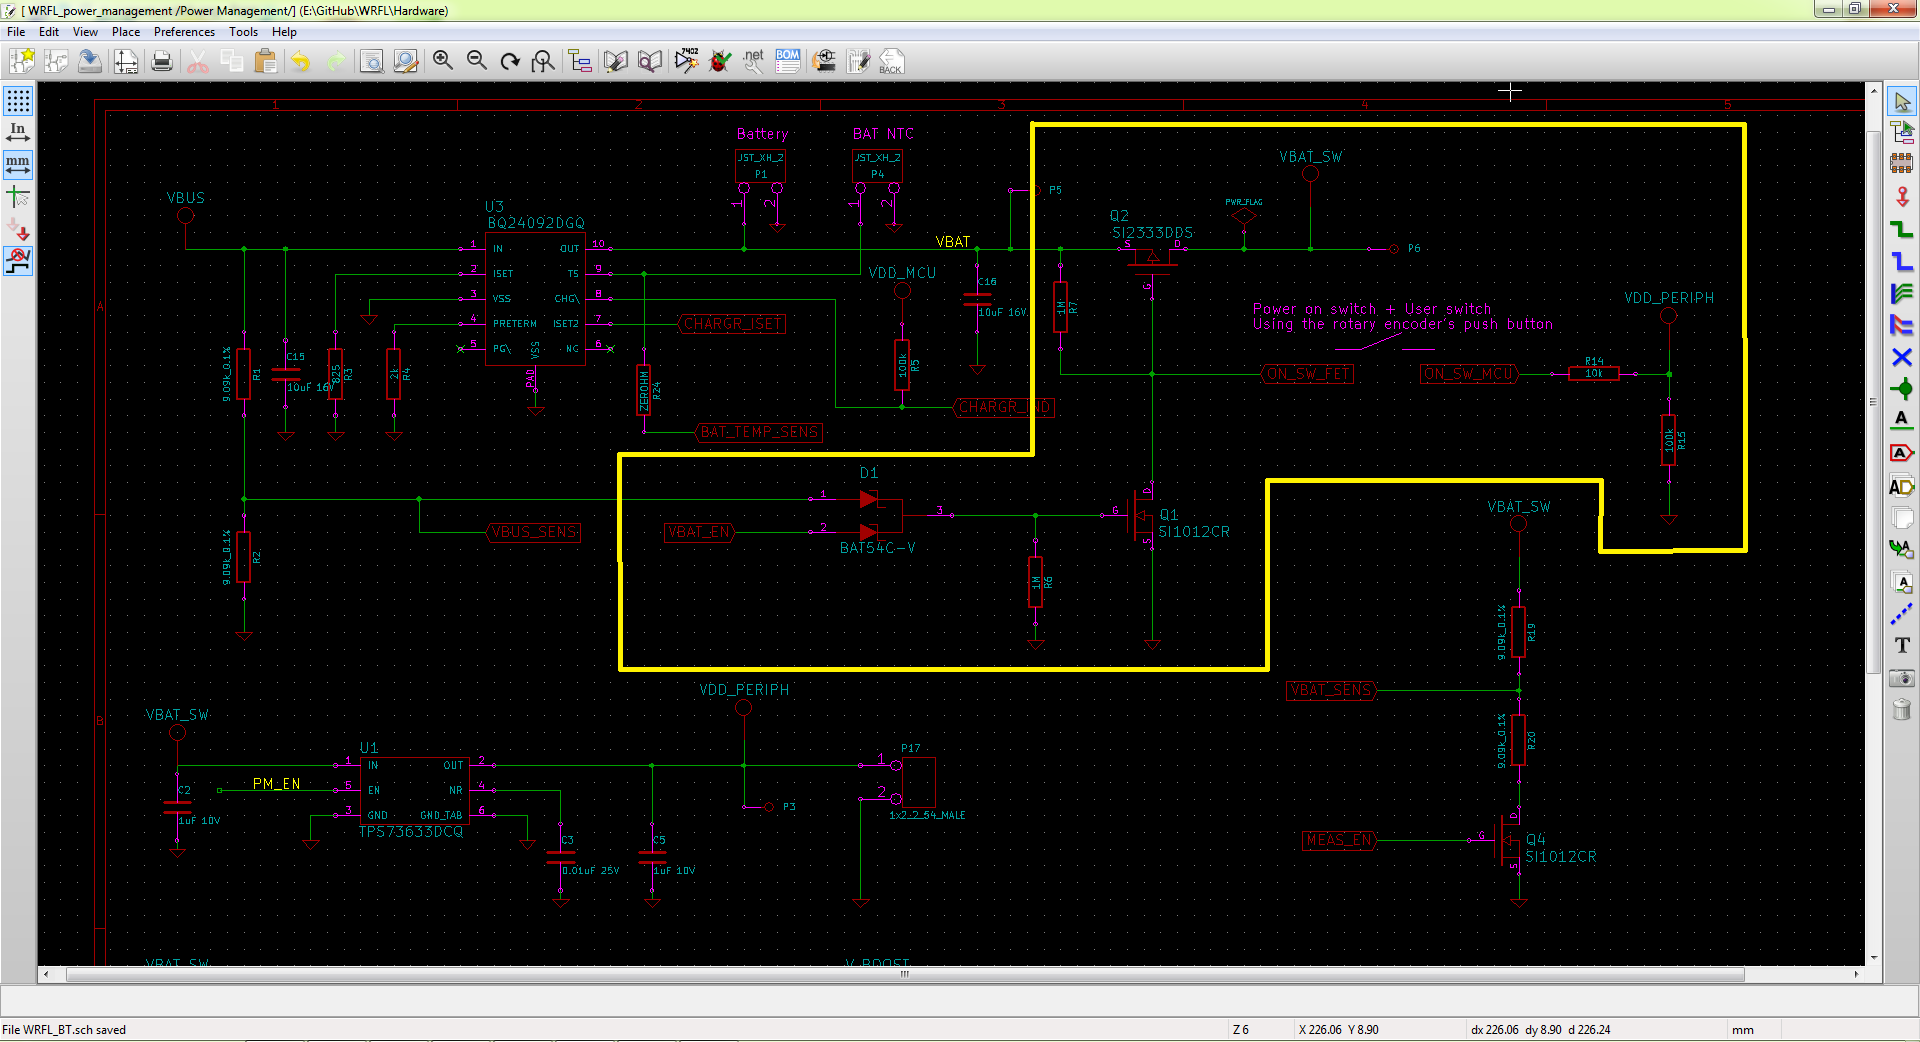 [ WRFL_power_management /Power Management/] (E:\GitHub\WRFL\Hardware)
File Edit View Place Preferences Tools Help
7402
.net
BOM
BACK
In
mm
1 2 3 4 5
A
B
Battery
JST_XH_2
P1
1 2
BAT NTC
JST_XH_2
P4
1 2
VBUS
U3
BQ24092DGQ
1 IN
2 ISET
3 VSS
4 PRETERM
5 PG\
OUT 10
TS 9
CHG\ 8
ISET2 7
NC 6
VSS
PAD
9.09k_0.1% R1
C15
10uF 16V
825 R3
2k R4
ZEROHM R24
CHARGR_ISET
BAT_TEMP_SENS
VDD_MCU
100k R5
CHARGR_IND
VBAT
C16
10uF 16V
P5
1M R7
Q2
SI2333DDS
S D
G
PWR_FLAG
VBAT_SW
P6
Power on switch + User switch
Using the rotary encoder's push button
ON_SW_FET
ON_SW_MCU
R14
10k
VDD_PERIPH
100k R15
9.09k_0.1% R2
VBUS_SENS
VBAT_EN
D1
1
2
3
BAT54C-V
1M R6
G
D
S
Q1
SI1012CR
VBAT_SW
9.09k_0.1% R19
VBAT_SENS
9.09k_0.1% R20
MEAS_EN
G
D
S
Q4
SI1012CR
VBAT_SW
C2
1uF 10V
PM_EN
U1
1 IN
5 EN
3 GND
OUT 2
NR 4
GND_TAB 6
TPS73633DCQ
C3
0.01uF 25V
C5
1uF 10V
VDD_PERIPH
P3
P17
1
2
1x2_2_54_MALE
VBAT_SW
V_BOOST
A
T
File WRFL_BT.sch saved
Z 6
X 226.06 Y 8.90
dx 226.06 dy 8.90 d 226.24
mm